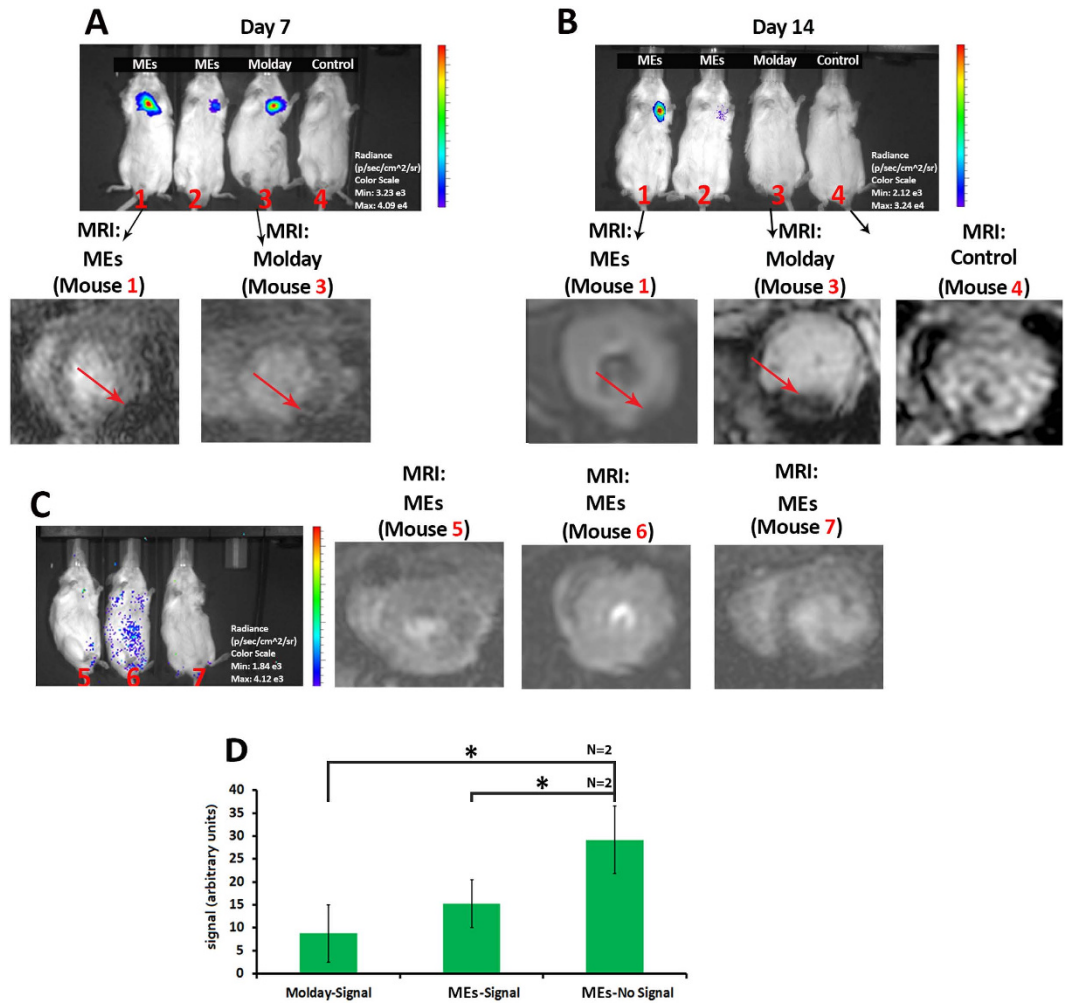 A
Day 7
MEs MEs Molday Control
Radiance
(p/sec/cm^2/sr)
Color Scale
Min: 3.23 e3
Max: 4.09 e4
1 2 3 4
MRI:
MEs
(Mouse 1)
MRI:
Molday
(Mouse 3)
B
Day 14
MEs MEs Molday Control
Radiance
(p/sec/cm^2/sr)
Color Scale
Min: 2.12 e3
Max: 3.24 e4
1 2 3 4
MRI:
MEs
(Mouse 1)
MRI:
Molday
(Mouse 3)
MRI:
Control
(Mouse 4)
C
Radiance
(p/sec/cm^2/sr)
Color Scale
Min: 1.84 e3
Max: 4.12 e3
5 6 7
MRI:
MEs
(Mouse 5)
MRI:
MEs
(Mouse 6)
MRI:
MEs
(Mouse 7)
D
* N=2
* N=2
signal (arbitrary units)
40
35
30
25
20
15
10
5
0
Molday-Signal MEs-Signal MEs-No Signal